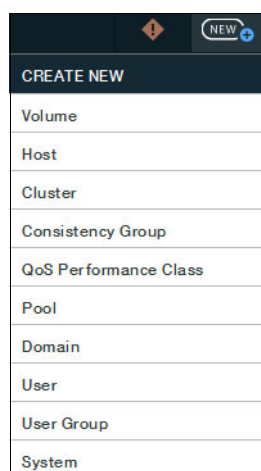 NEW
CREATE NEW
Volume
Host
Cluster
Consistency Group
QoS Performance Class
Pool
Domain
User
User Group
System